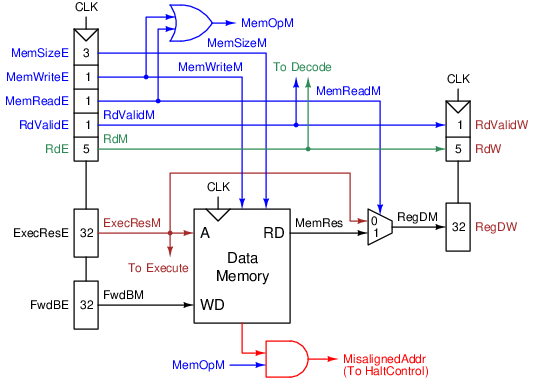 CLK
MemOpM
MemSizeE
3
MemSizeM
MemWriteE
1
MemWriteM
To Decode
CLK
MemReadE
1
MemReadM
RdValidE
1
RdValidM
1
RdValidW
RdE
5
RdM
5
RdW
CLK
ExecResE
32
ExecResM
A
RD
MemRes
0
1
RegDM
32
RegDW
To Execute
Data
Memory
FwdBE
32
FwdBM
WD
MemOpM
MisalignedAddr
(To HaltControl)